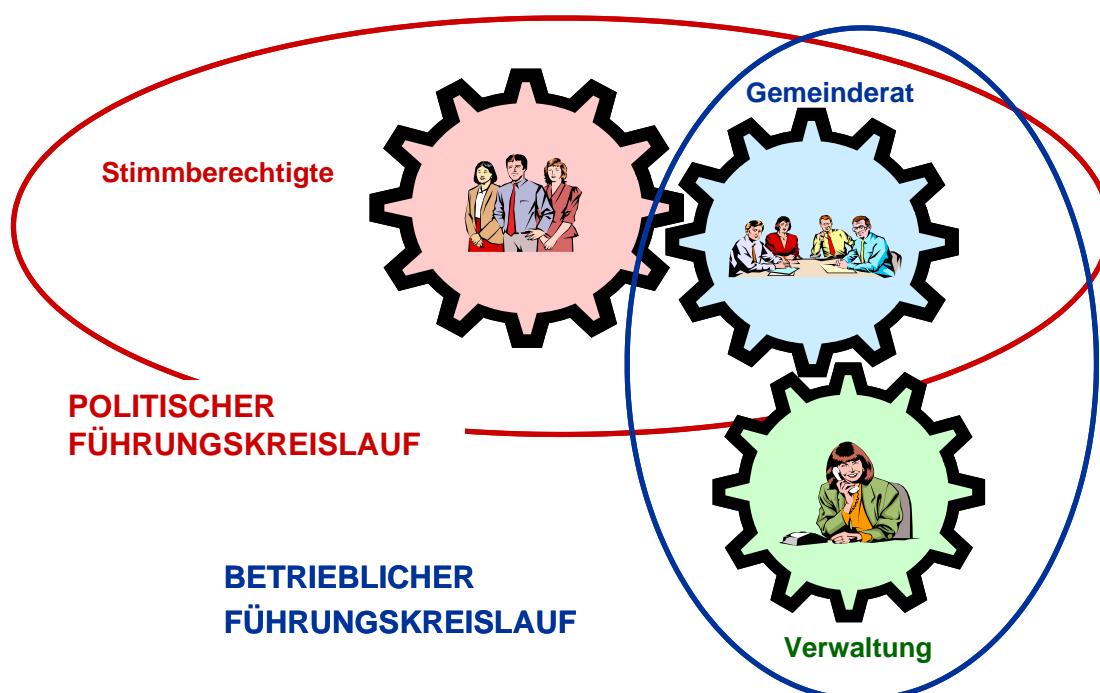 Gemeinderat
Stimmberechtigte
POLITISCHER
FÜHRUNGSKREISLAUF
BETRIEBLICHER
FÜHRUNGSKREISLAUF
Verwaltung